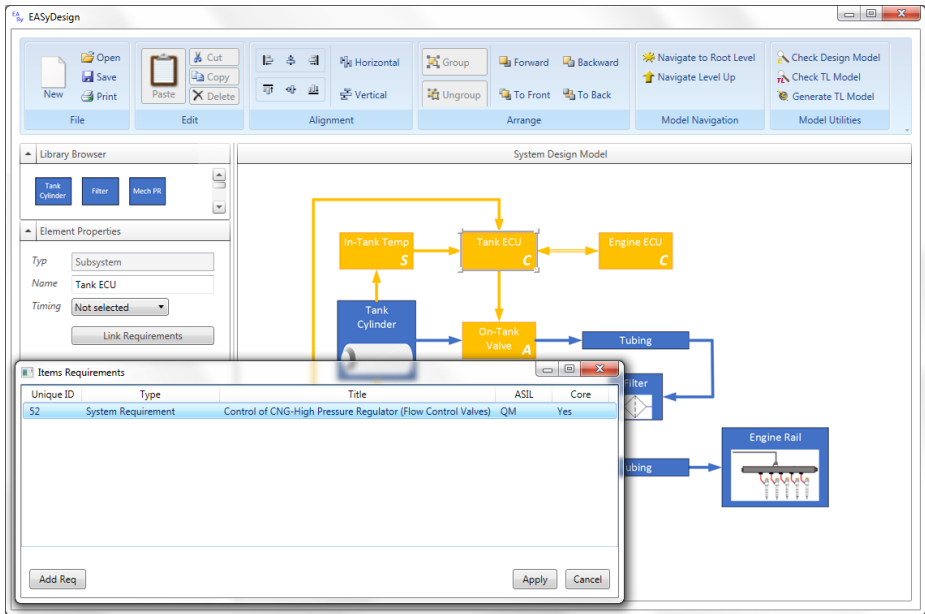 EA Sy EASyDesign
New
Open
Save
Print
File
Paste
Cut
Copy
Delete
Edit
Horizontal
Vertical
Alignment
Group
Ungroup
Forward
Backward
To Front
To Back
Arrange
Navigate to Root Level
Navigate Level Up
Model Navigation
Check Design Model
TL Check TL Model
Generate TL Model
Model Utilities
Library Browser
Tank
Cylinder
Filter
Mech PR
Element Properties
Typ Subsystem
Name Tank ECU
Timing Not selected
Link Requirements
System Design Model
In-Tank Temp
S
Tank ECU
C
Engine ECU
C
Tank
Cylinder
On-Tank
Valve
A
Tubing
Filter
ubing
Engine Rail
Items Requirements
Unique ID Type Title ASIL Core
52 System Requirement Control of CNG-High Pressure Regulator (Flow Control Valves) QM Yes
Add Req
Apply
Cancel